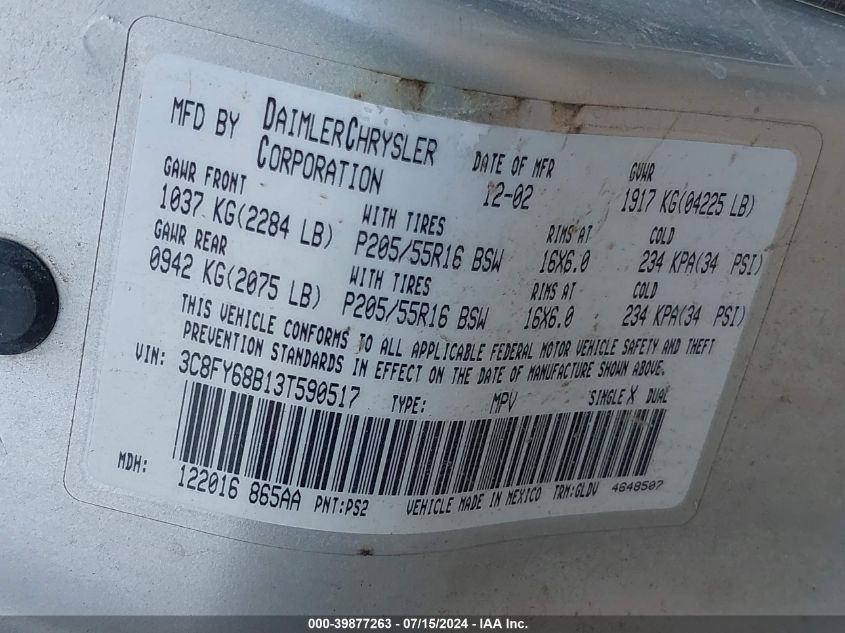 MFD BY DAIMLERCHRYSLER CORPORATION
DATE OF MFR 12-02
GVWR 1917 KG(04225 LB)
GAWR FRONT WITH TIRES RIMS AT COLD
1037 KG(2284 LB) P205/55R16 BSW 16X6.0 234 KPA(34 PSI)
GAWR REAR WITH TIRES RIMS AT COLD
0942 KG(2075 LB) P205/55R16 BSW 16X6.0 234 KPA(34 PSI)
THIS VEHICLE CONFORMS TO ALL APPLICABLE FEDERAL MOTOR VEHICLE SAFETY AND THEFT
PREVENTION STANDARDS IN EFFECT ON THE DATE OF MANUFACTURE SHOWN ABOVE.
VIN: 3C8FY68B13T590517 TYPE: MPV SINGLE X DUAL
MDH: 122016 865AA PNT:PS2 VEHICLE MADE IN MEXICO TRM:GLDV 4648507
000-39877263 - 07/15/2024 - IAA Inc.